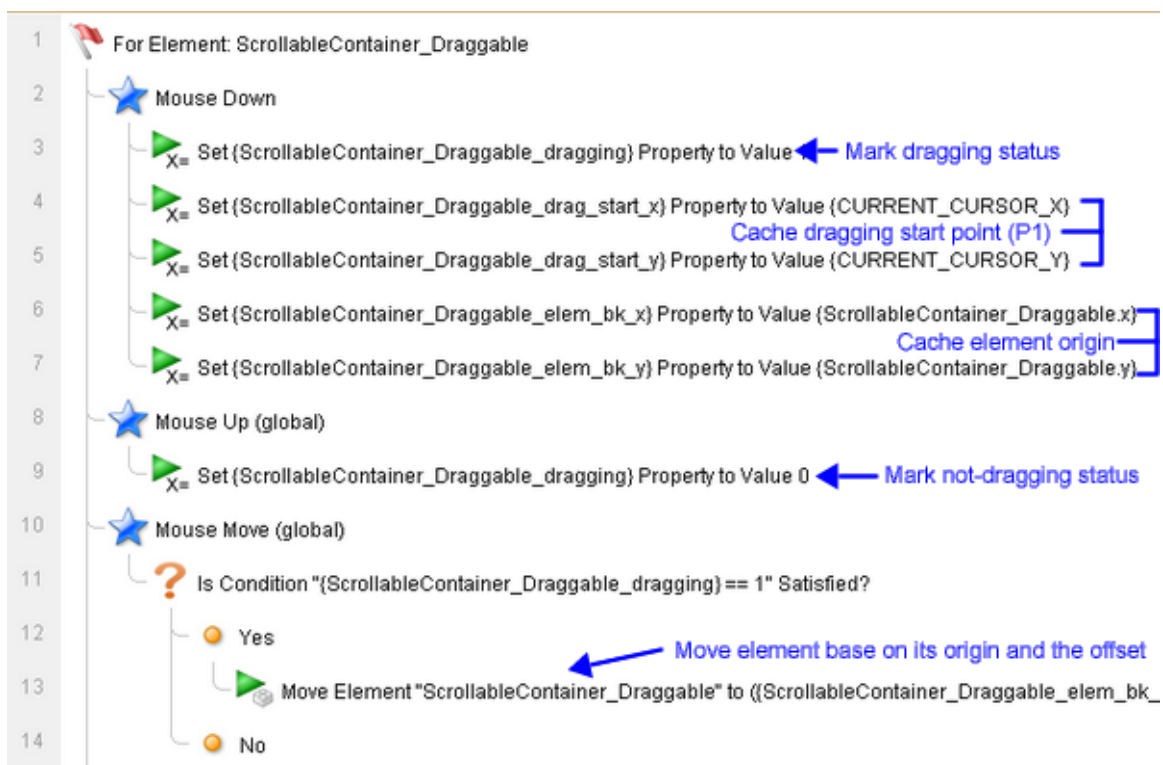 1 For Element: ScrollableContainer_Draggable
2 Mouse Down
3 X= Set {ScrollableContainer_Draggable_dragging} Property to Value Mark dragging status
4 X= Set {ScrollableContainer_Draggable_drag_start_x} Property to Value {CURRENT_CURSOR_X}
Cache dragging start point (P1)
5 X= Set {ScrollableContainer_Draggable_drag_start_y} Property to Value {CURRENT_CURSOR_Y}
6 X= Set {ScrollableContainer_Draggable_elem_bk_x} Property to Value {ScrollableContainer_Draggable.x}
Cache element origin
7 X= Set {ScrollableContainer_Draggable_elem_bk_y} Property to Value {ScrollableContainer_Draggable.y}
8 Mouse Up (global)
9 X= Set {ScrollableContainer_Draggable_dragging} Property to Value 0 Mark not-dragging status
10 Mouse Move (global)
11 ? Is Condition "{ScrollableContainer_Draggable_dragging} == 1" Satisfied?
12 Yes
Move element base on its origin and the offset
13 Move Element "ScrollableContainer_Draggable" to ({ScrollableContainer_Draggable_elem_bk_
14 No